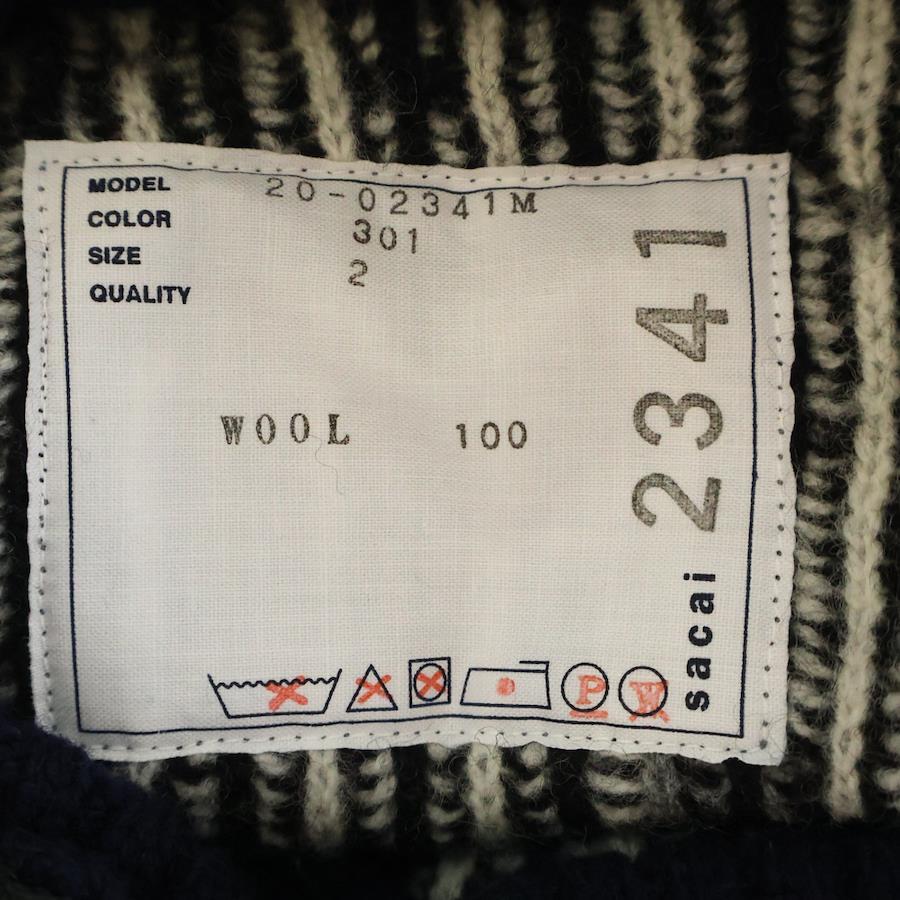 MODEL 20-02341M
COLOR 301
SIZE 2
QUALITY
WOOL 100
P W
sacai 2341